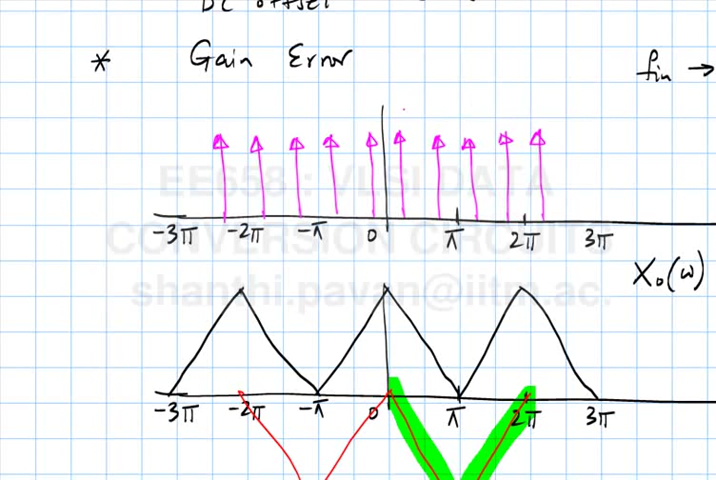 DC offset
* Gain Error
fin →
EE658 : VLSI DATA
CONVERSION CIRCUITS
shanthi.pavan@iitm.ac.
-3π -2π -π 0 π 2π 3π
X₀(ω)
-3π -2π -π 0 π 2π 3π